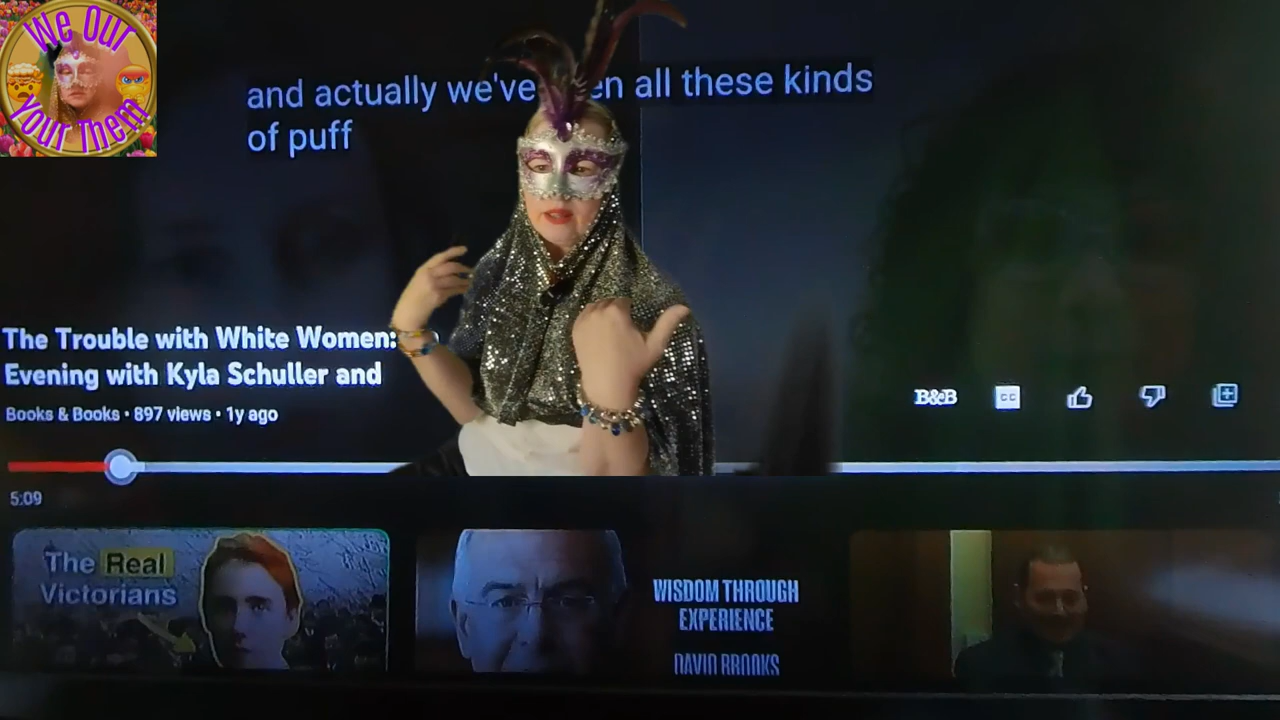 We Our
Your Them
and actually we've en all these kinds
of puff
The Trouble with White Women:
Evening with Kyla Schuller and
Books & Books • 897 views • 1y ago
B&B
CC
5:09
The Real
Victorians
WISDOM THROUGH
EXPERIENCE
DAVID BROOKS